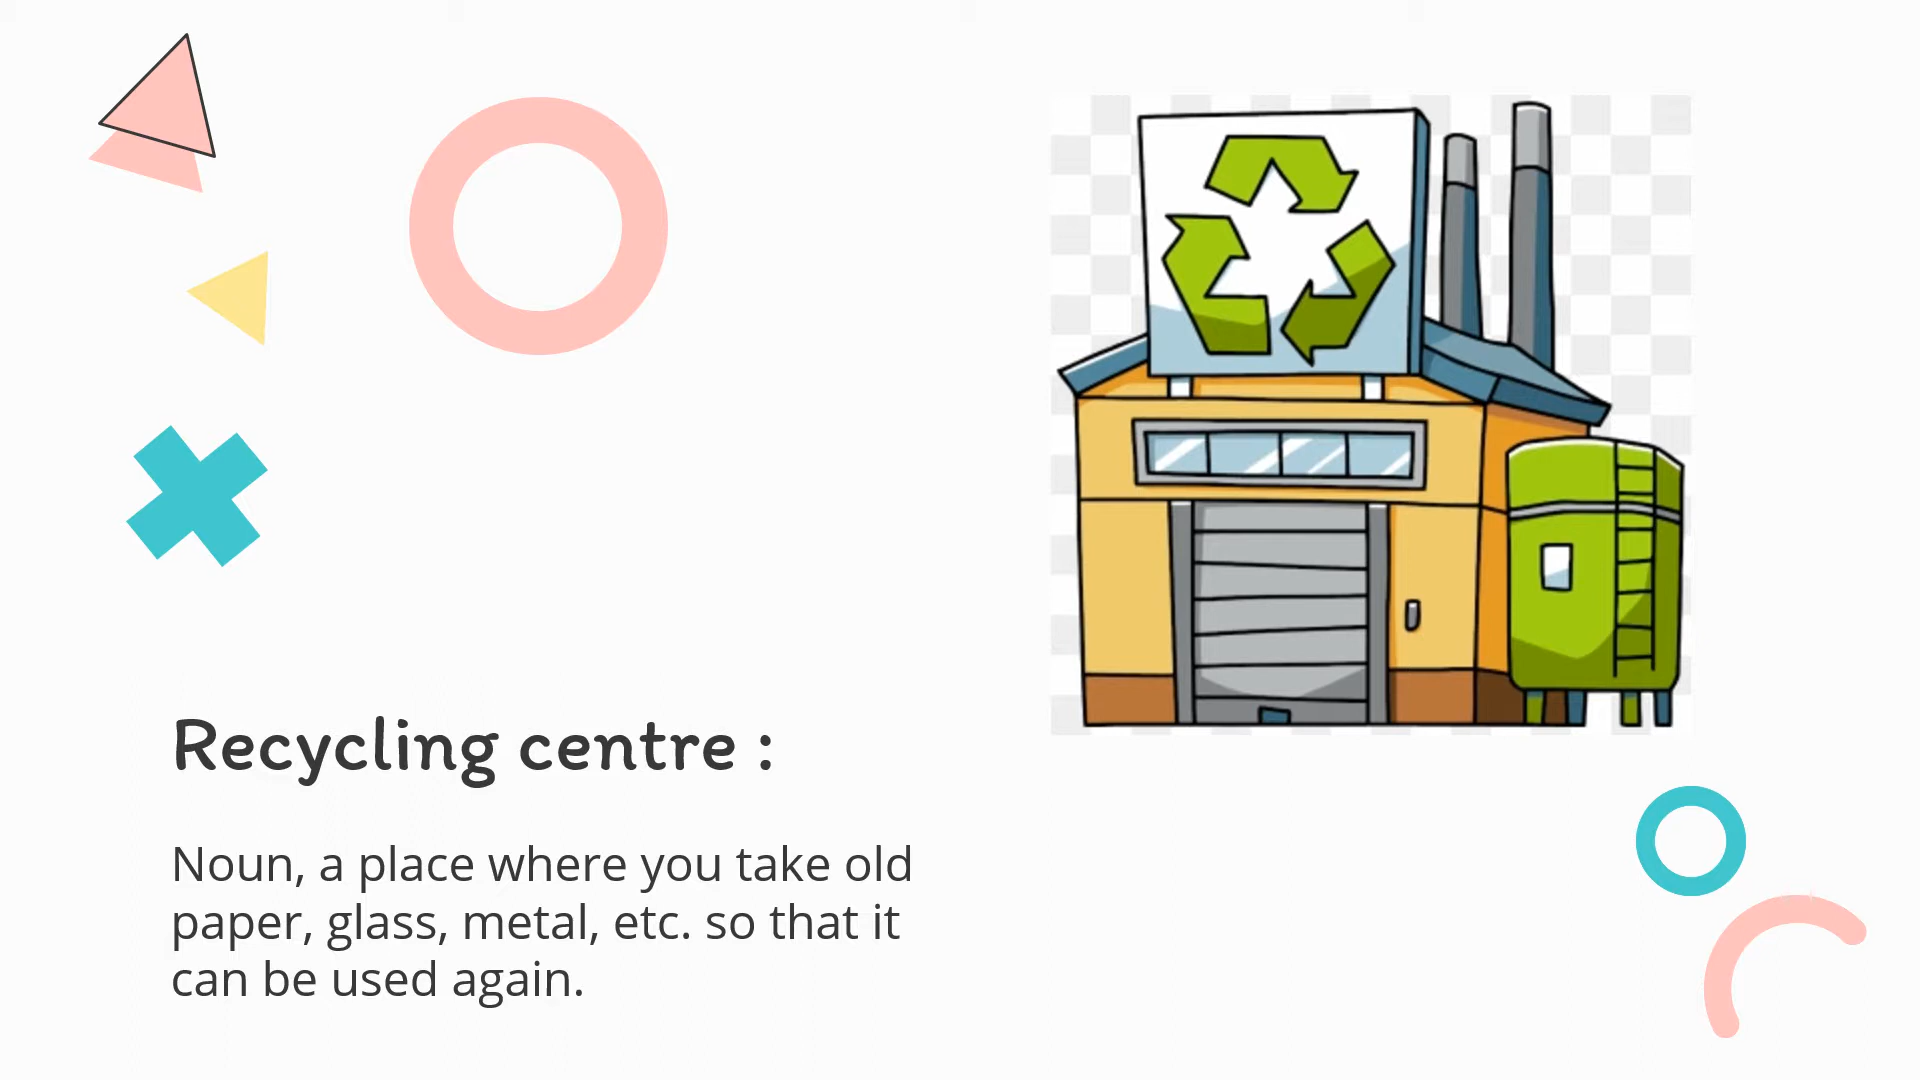 Recycling centre :
Noun, a place where you take old
paper, glass, metal, etc. so that it
can be used again.